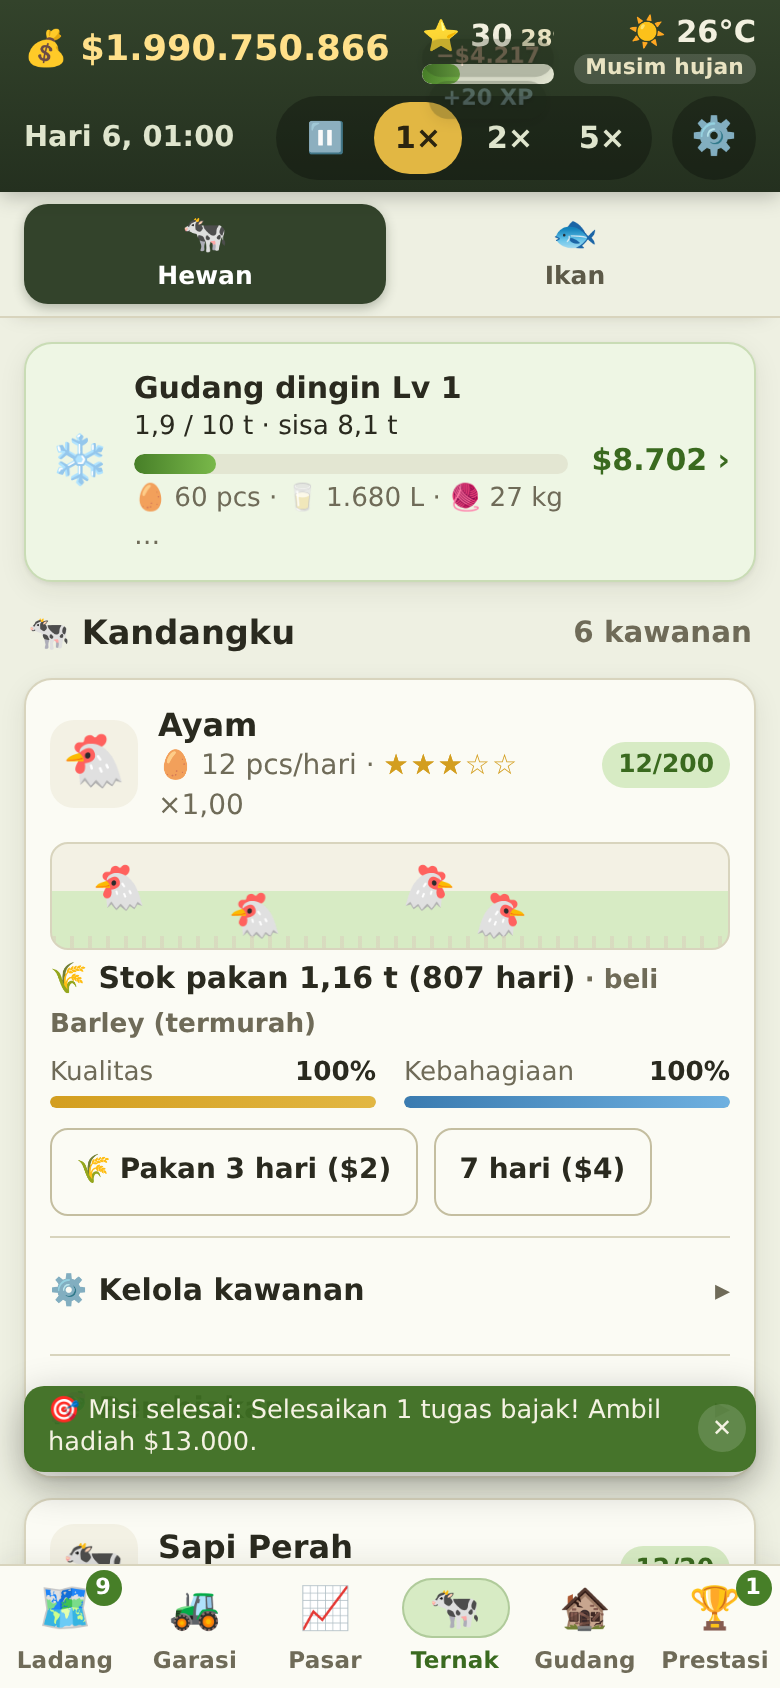 $1.990.750.866
30 28
−$4.217
26°C
Musim hujan
+20 XP
Hari 6, 01:00
1×
2×
5×
Hewan
Ikan
Gudang dingin Lv 1
1,9 / 10 t · sisa 8,1 t
$8.702 ›
60 pcs · 1.680 L · 27 kg
...
Kandangku
6 kawanan
Ayam
12 pcs/hari · ★★★☆☆
×1,00
12/200
Stok pakan 1,16 t (807 hari) · beli
Barley (termurah)
Kualitas 100%
Kebahagiaan 100%
Pakan 3 hari ($2)
7 hari ($4)
Kelola kawanan
Misi selesai: Selesaikan 1 tugas bajak! Ambil
hadiah $13.000.
Sapi Perah
12/20
9
1
Ladang
Garasi
Pasar
Ternak
Gudang
Prestasi